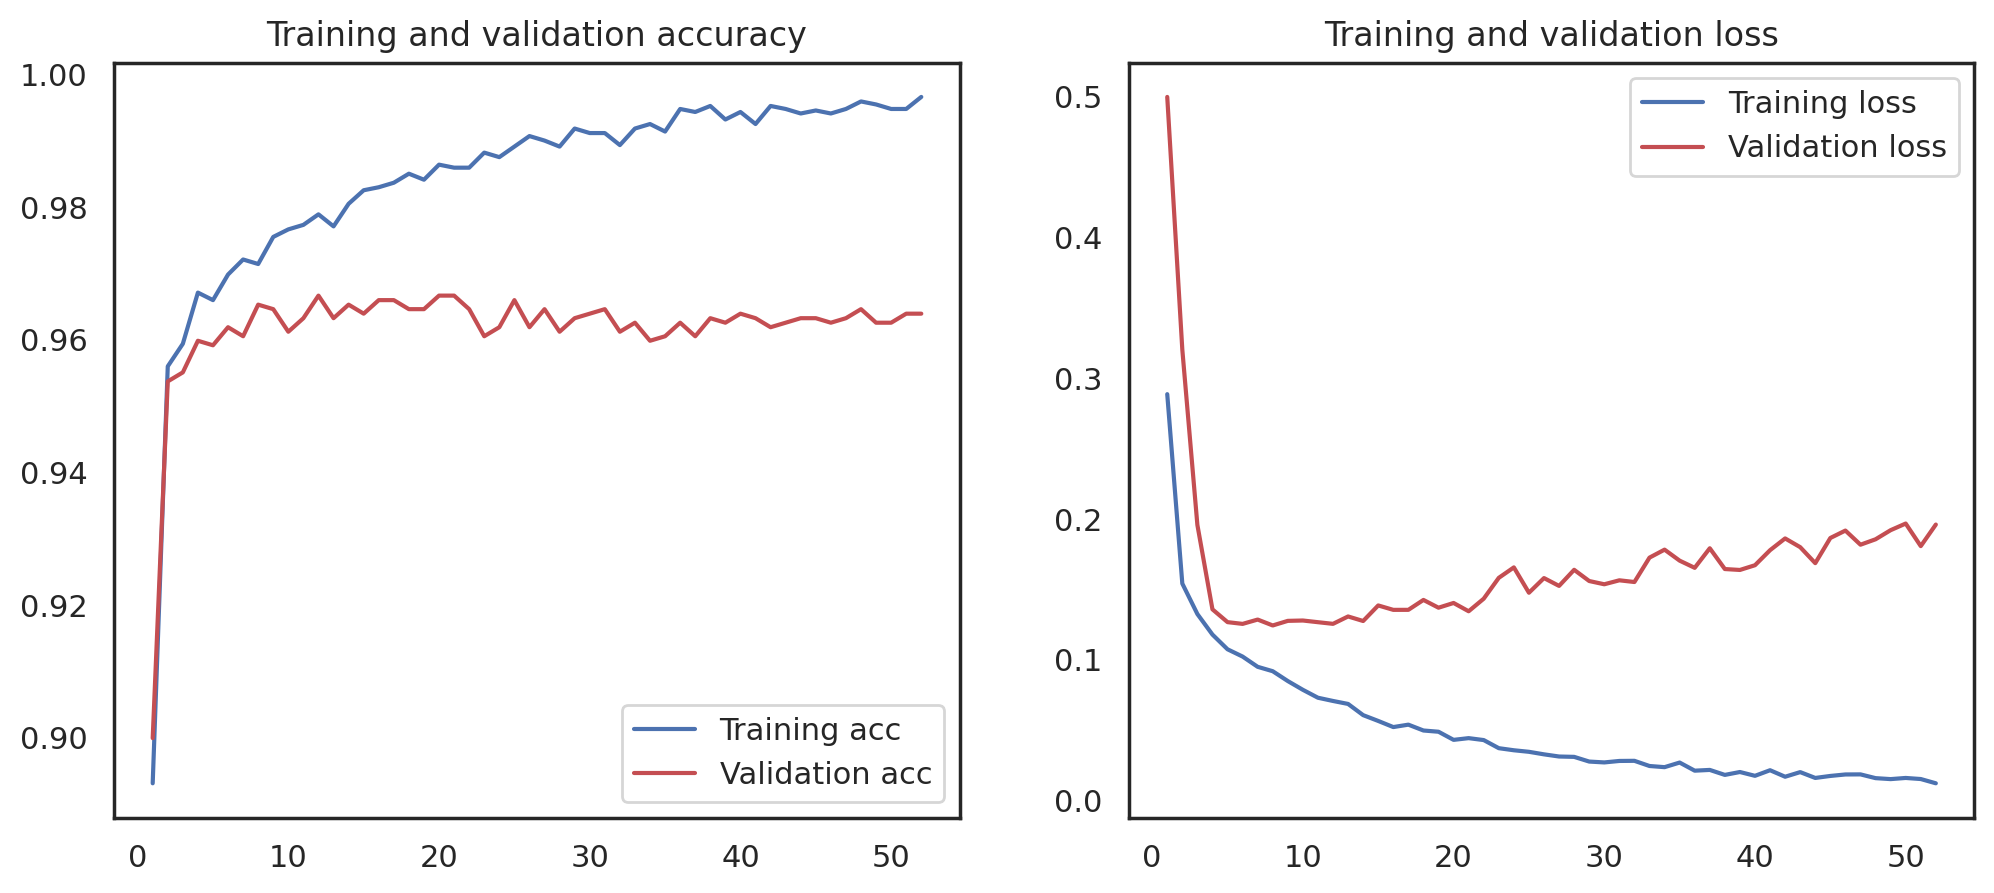 Training and validation accuracy
1.00
0.98
0.96
0.94
0.92
0.90
0 10 20 30 40 50
Training acc
Validation acc
Training and validation loss
0.5
0.4
0.3
0.2
0.1
0.0
0 10 20 30 40 50
Training loss
Validation loss